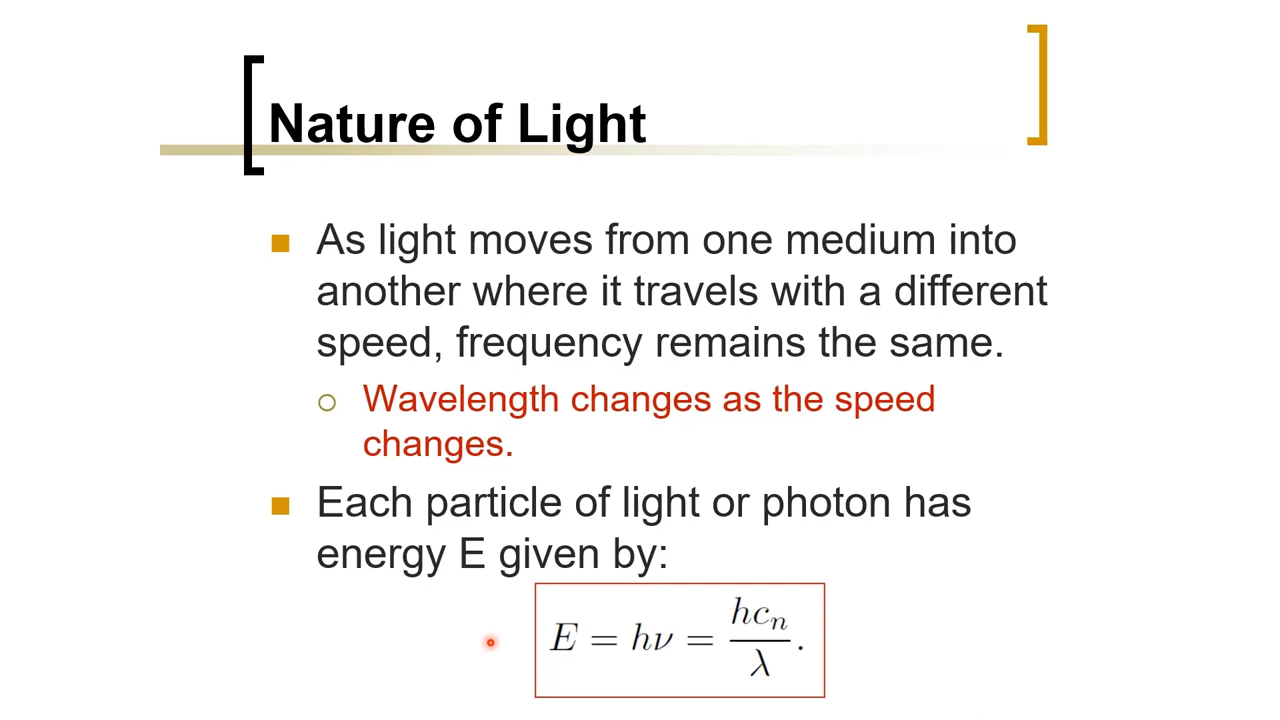 Nature of Light
As light moves from one medium into
another where it travels with a different
speed, frequency remains the same.
Wavelength changes as the speed
changes.
Each particle of light or photon has
energy E given by:
E = hν = hcₙ/λ.